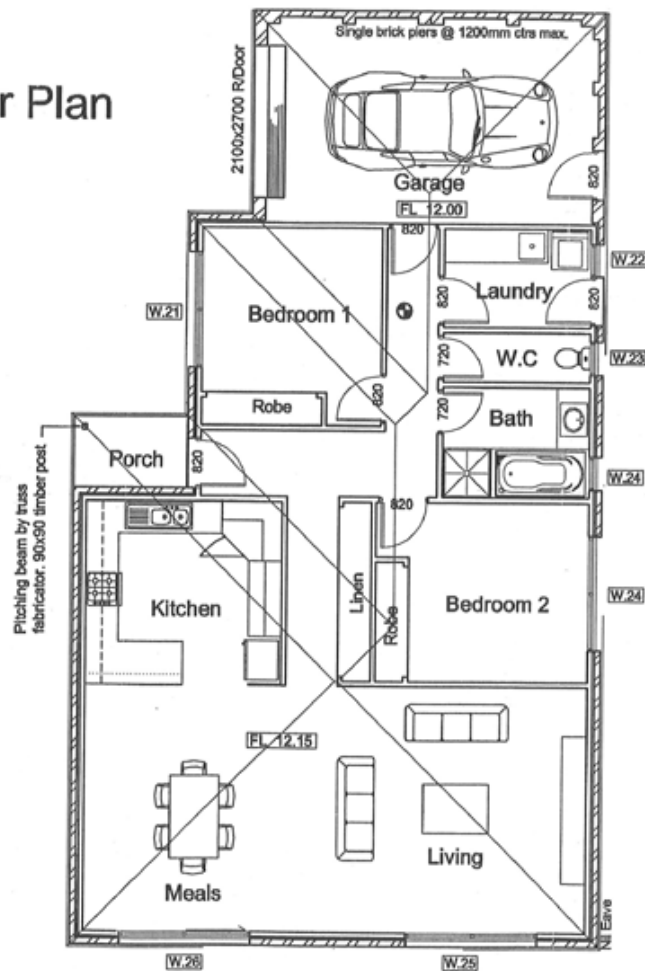 r Plan
Single brick piers @ 1200mm ctrs max.
2100x2700 R/Door
Garage
820
FL 12.00
820
W.22
Laundry
820
820
W.21
Bedroom 1
W.23
W.C
720
820
Robe
Bath
720
Porch
820
W.24
Pitching beam by truss
fabricator. 90x90 timber post
820
Kitchen
Linen
Robe
Bedroom 2
W.24
FL 12.15
Living
Meals
Nil Eave
W.26
W.25